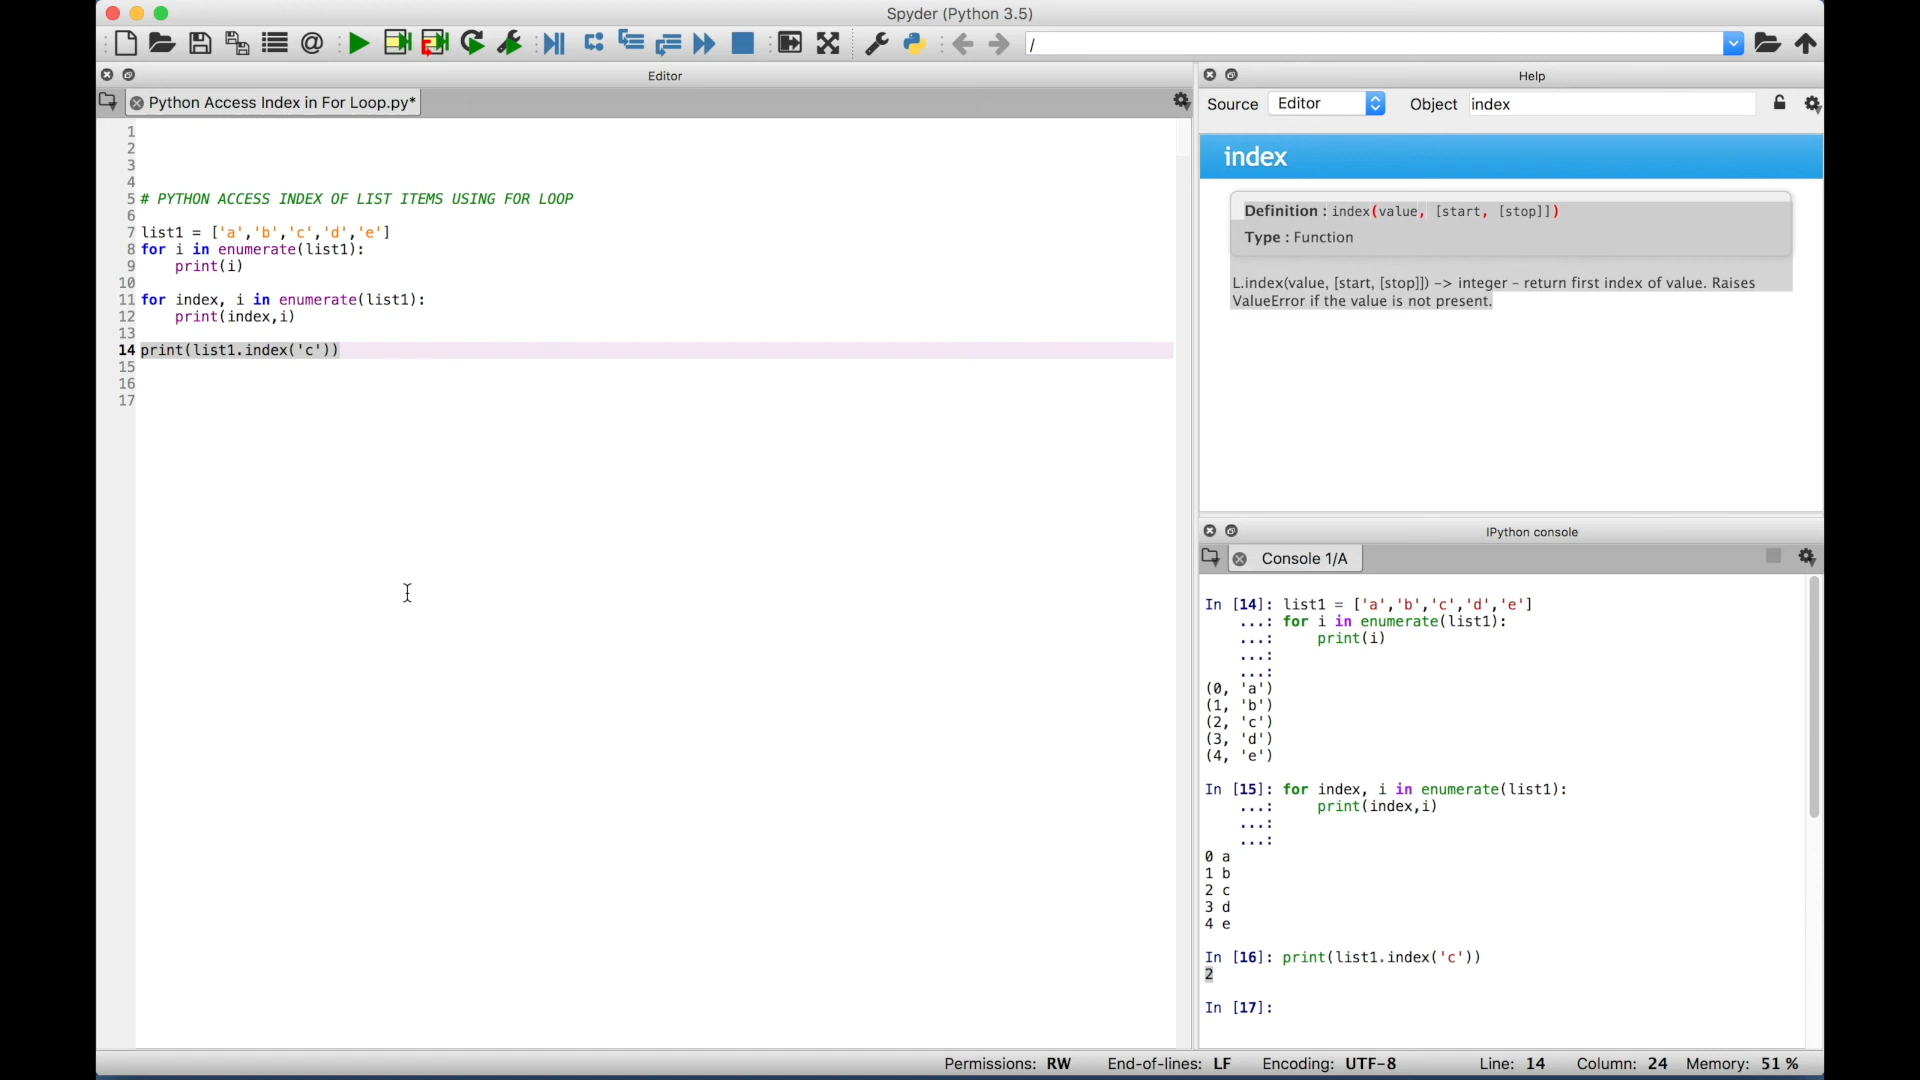 Spyder (Python 3.5)
/
Editor
Python Access Index in For Loop.py*
1
2
3
4
5 # PYTHON ACCESS INDEX OF LIST ITEMS USING FOR LOOP
6
7 list1 = ['a','b','c','d','e']
8 for i in enumerate(list1):
9 print(i)
10
11 for index, i in enumerate(list1):
12 print(index,i)
13
14 print(list1.index('c'))
15
16
17
Help
Source Editor Object index
index
Definition : index(value, [start, [stop]])
Type : Function
L.index(value, [start, [stop]]) -> integer - return first index of value. Raises
ValueError if the value is not present.
IPython console
Console 1/A
In [14]: list1 = ['a','b','c','d','e']
...: for i in enumerate(list1):
...: print(i)
...:
...:
(0, 'a')
(1, 'b')
(2, 'c')
(3, 'd')
(4, 'e')
In [15]: for index, i in enumerate(list1):
...: print(index,i)
...:
...:
0 a
1 b
2 c
3 d
4 e
In [16]: print(list1.index('c'))
2
In [17]:
Permissions: RW End-of-lines: LF Encoding: UTF-8 Line: 14 Column: 24 Memory: 51 %